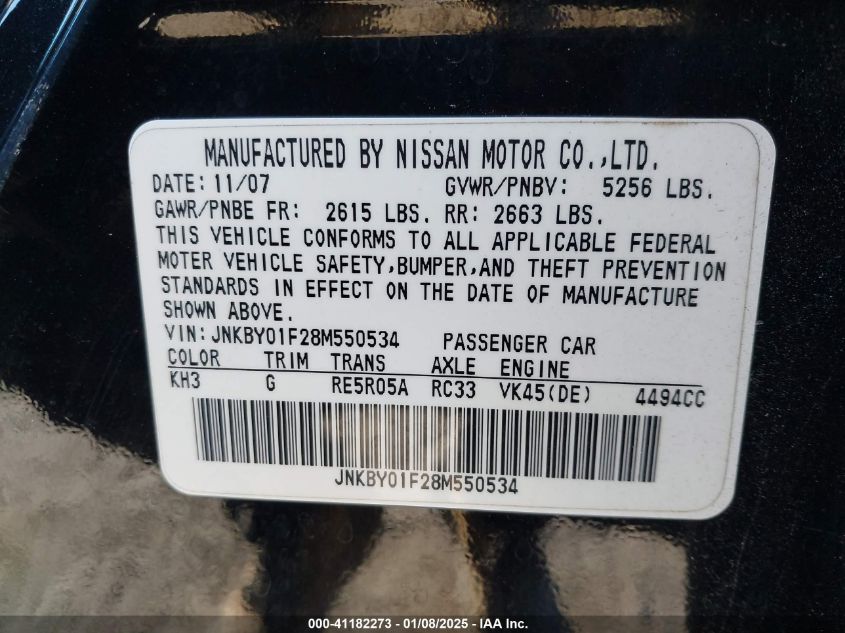 MANUFACTURED BY NISSAN MOTOR CO.,LTD.
DATE: 11/07 GVWR/PNBV: 5256 LBS.
GAWR/PNBE FR: 2615 LBS. RR: 2663 LBS.
THIS VEHICLE CONFORMS TO ALL APPLICABLE FEDERAL
MOTER VEHICLE SAFETY,BUMPER,AND THEFT PREVENTION
STANDARDS IN EFFECT ON THE DATE OF MANUFACTURE
SHOWN ABOVE.
VIN:JNKBY01F28M550534 PASSENGER CAR
COLOR TRIM TRANS AXLE ENGINE
KH3 G RE5R05A RC33 VK45(DE) 4494CC
JNKBY01F28M550534
000-41182273 | 01/08/2025 - IAA Inc.